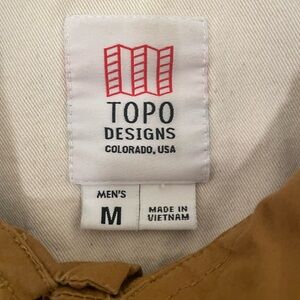 TOPO
DESIGNS
COLORADO, USA
MEN'S
M
MADE IN
VIETNAM